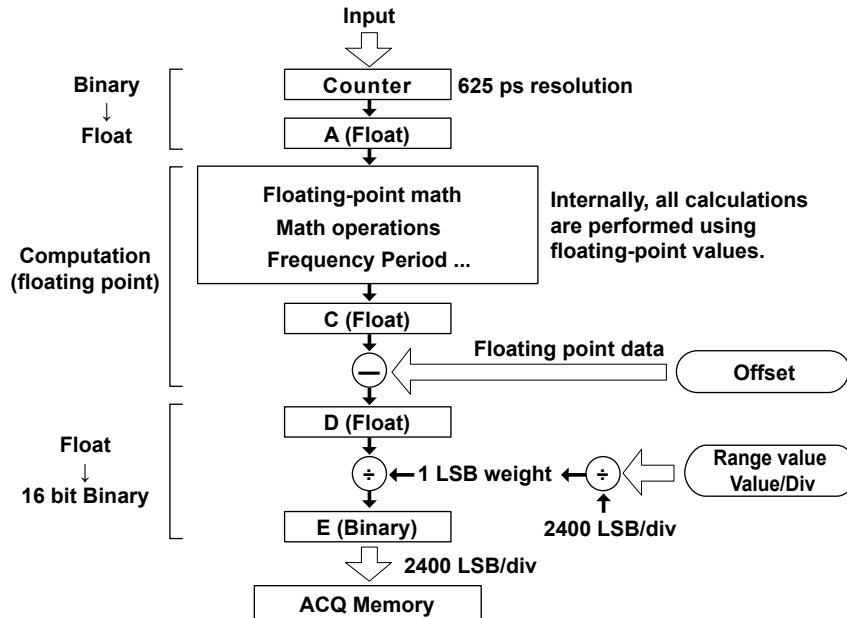 Input
Binary
↓
Float
Counter
625 ps resolution
A (Float)
Computation
(floating point)
Floating-point math
Math operations
Frequency Period ...
Internally, all calculations
are performed using
floating-point values.
C (Float)
Floating point data
−
Offset
D (Float)
Float
↓
16 bit Binary
÷
1 LSB weight
÷
Range value
Value/Div
2400 LSB/div
E (Binary)
2400 LSB/div
ACQ Memory